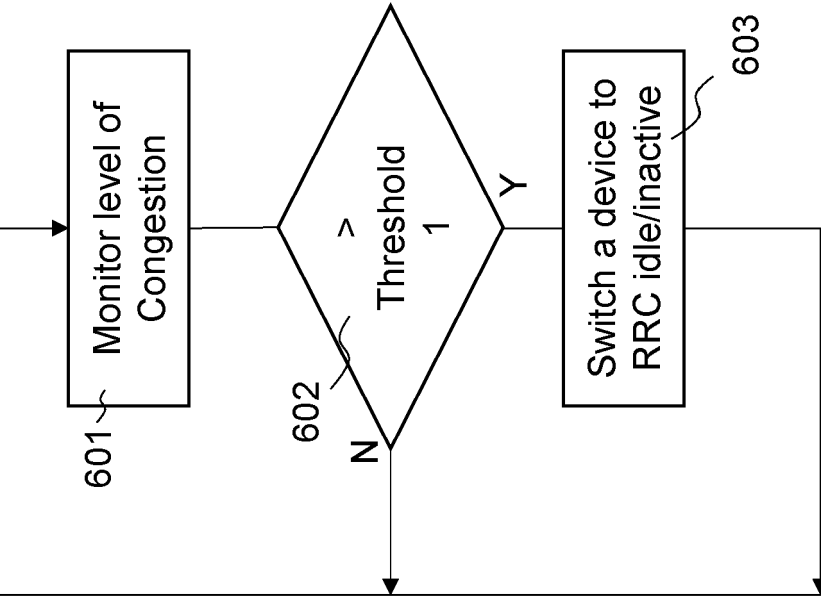 601
Monitor level of
Congestion
602
>
Threshold
1
N
Y
603
Switch a device to
RRC idle/inactive